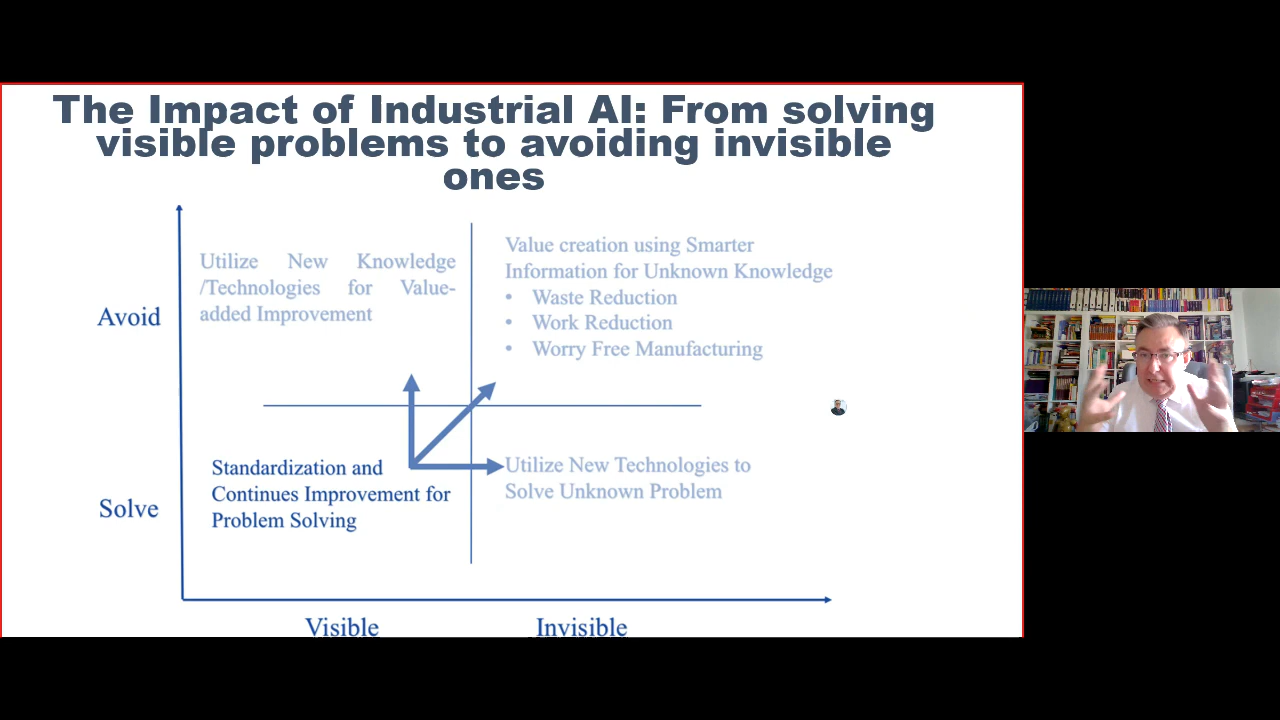 The Impact of Industrial AI: From solving
visible problems to avoiding invisible
ones
Avoid
Utilize New Knowledge
/Technologies for Value-
added Improvement
Value creation using Smarter
Information for Unknown Knowledge
• Waste Reduction
• Work Reduction
• Worry Free Manufacturing
Solve
Standardization and
Continues Improvement for
Problem Solving
Utilize New Technologies to
Solve Unknown Problem
Visible
Invisible